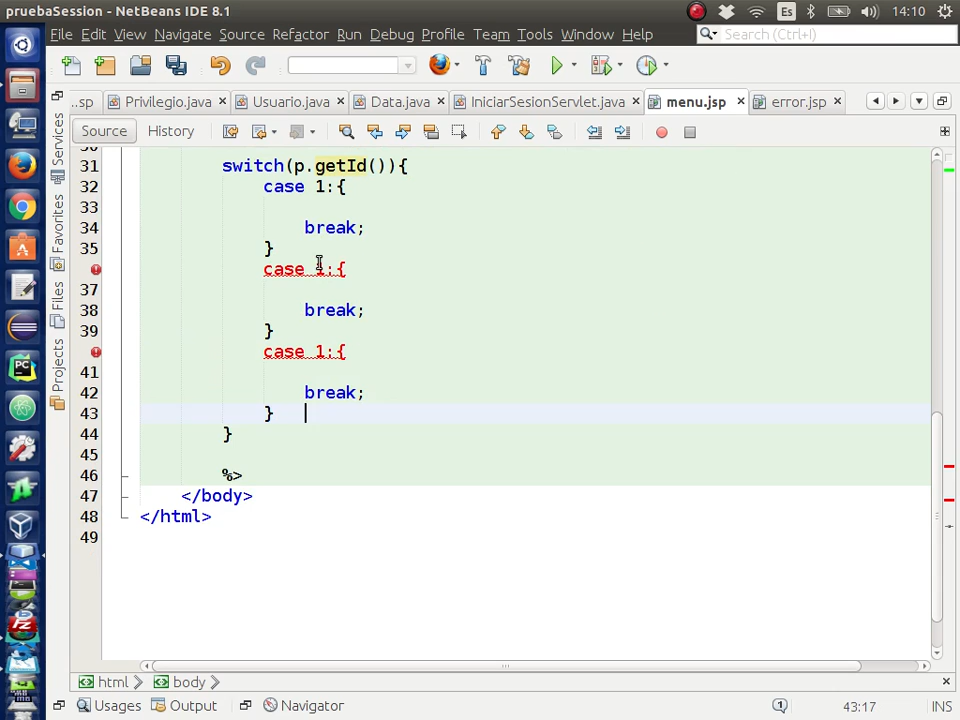 pruebaSession - NetBeans IDE 8.1
Es
14:10
File Edit View Navigate Source Refactor Run Debug Profile Team Tools Window Help
Search (Ctrl+I)
...sp Privilegio.java Usuario.java Data.java IniciarSesionServlet.java menu.jsp error.jsp
Source History
Services
Favorites
Files
Projects
31 switch(p.getId()){
32 case 1:{
33
34 break;
35 }
case 1:{
37
38 break;
39 }
case 1:{
41
42 break;
43 }
44 }
45
46 %>
47 </body>
48 </html>
49
html body
Usages Output Navigator
1
43:17
INS